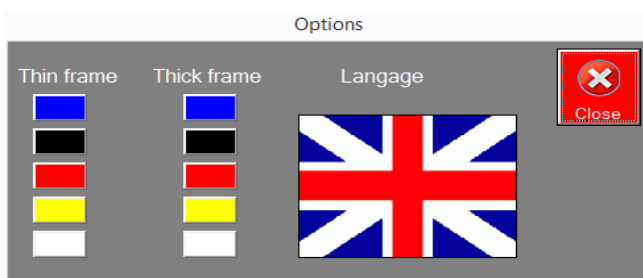 Options
Thin frame
Thick frame
Langage
Close